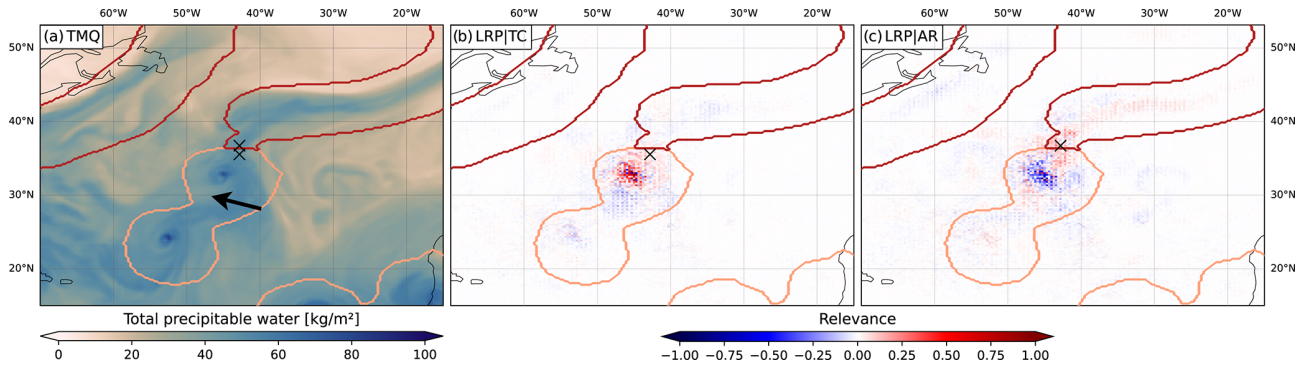 60°W 50°W 40°W 30°W 20°W 60°W 50°W 40°W 30°W 20°W 60°W 50°W 40°W 30°W 20°W
(a) TMQ (b) LRP|TC (c) LRP|AR
50°N 50°N
40°N 40°N
30°N 30°N
20°N 20°N
Total precipitable water [kg/m²] Relevance
0 20 40 60 80 100 −1.00 −0.75 −0.50 −0.25 0.00 0.25 0.50 0.75 1.00